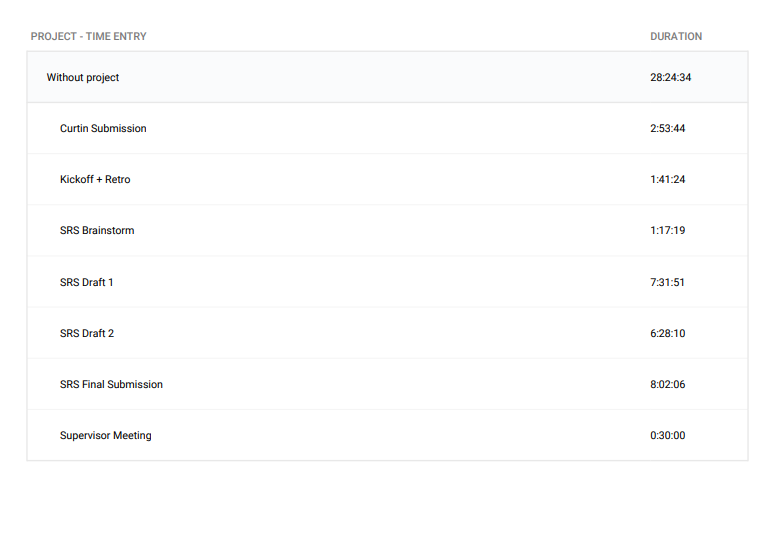 PROJECT - TIME ENTRY DURATION
Without project 28:24:34
Curtin Submission 2:53:44
Kickoff + Retro 1:41:24
SRS Brainstorm 1:17:19
SRS Draft 1 7:31:51
SRS Draft 2 6:28:10
SRS Final Submission 8:02:06
Supervisor Meeting 0:30:00